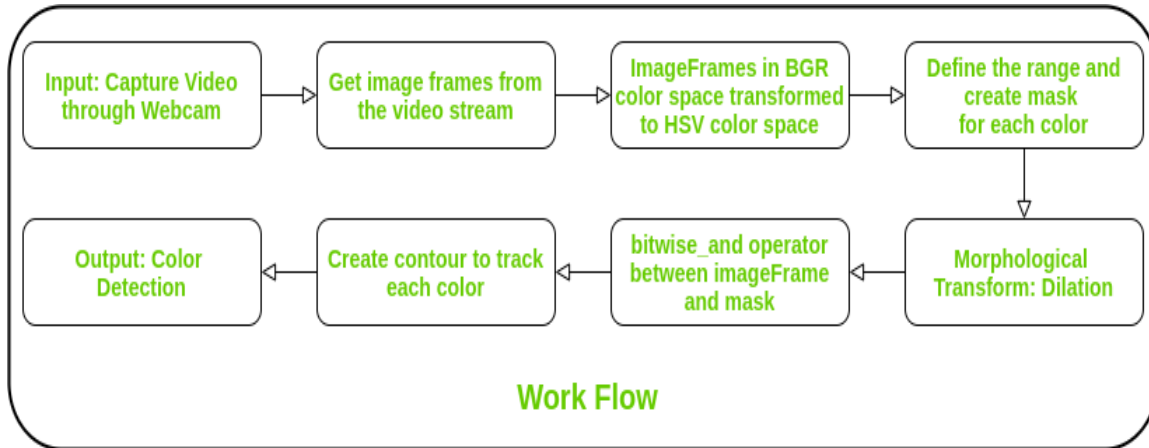 Input: Capture Video
through Webcam
Get image frames from
the video stream
ImageFrames in BGR
color space transformed
to HSV color space
Define the range and
create mask
for each color
Morphological
Transform: Dilation
bitwise_and operator
between imageFrame
and mask
Create contour to track
each color
Output: Color
Detection
Work Flow